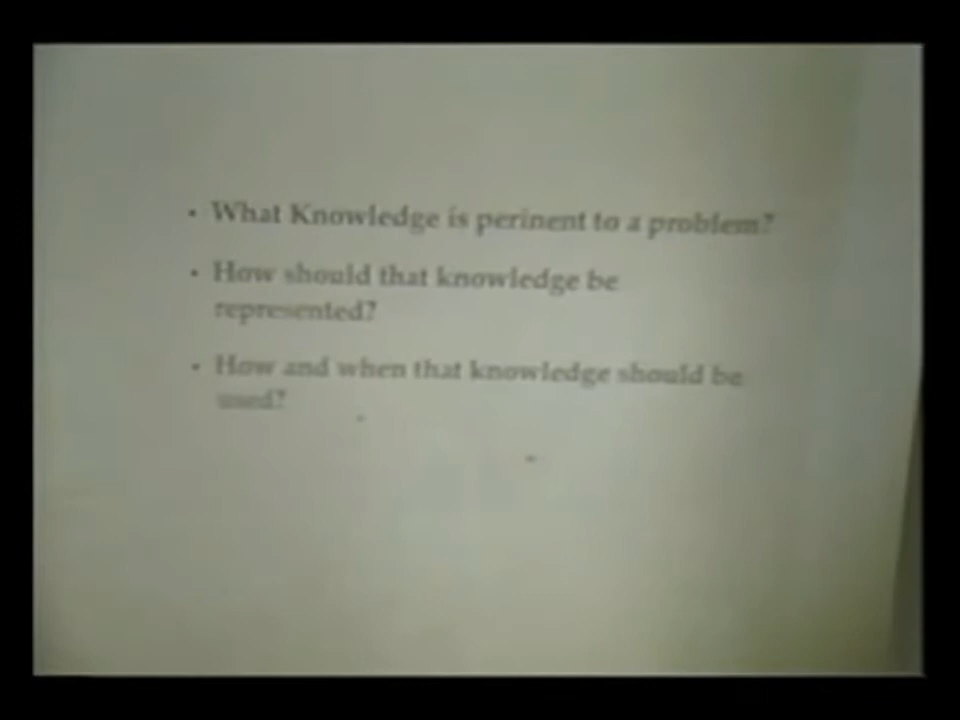 • What Knowledge is perinent to a problem?
• How should that knowledge be
represented?
• How and when that knowledge should be
used?